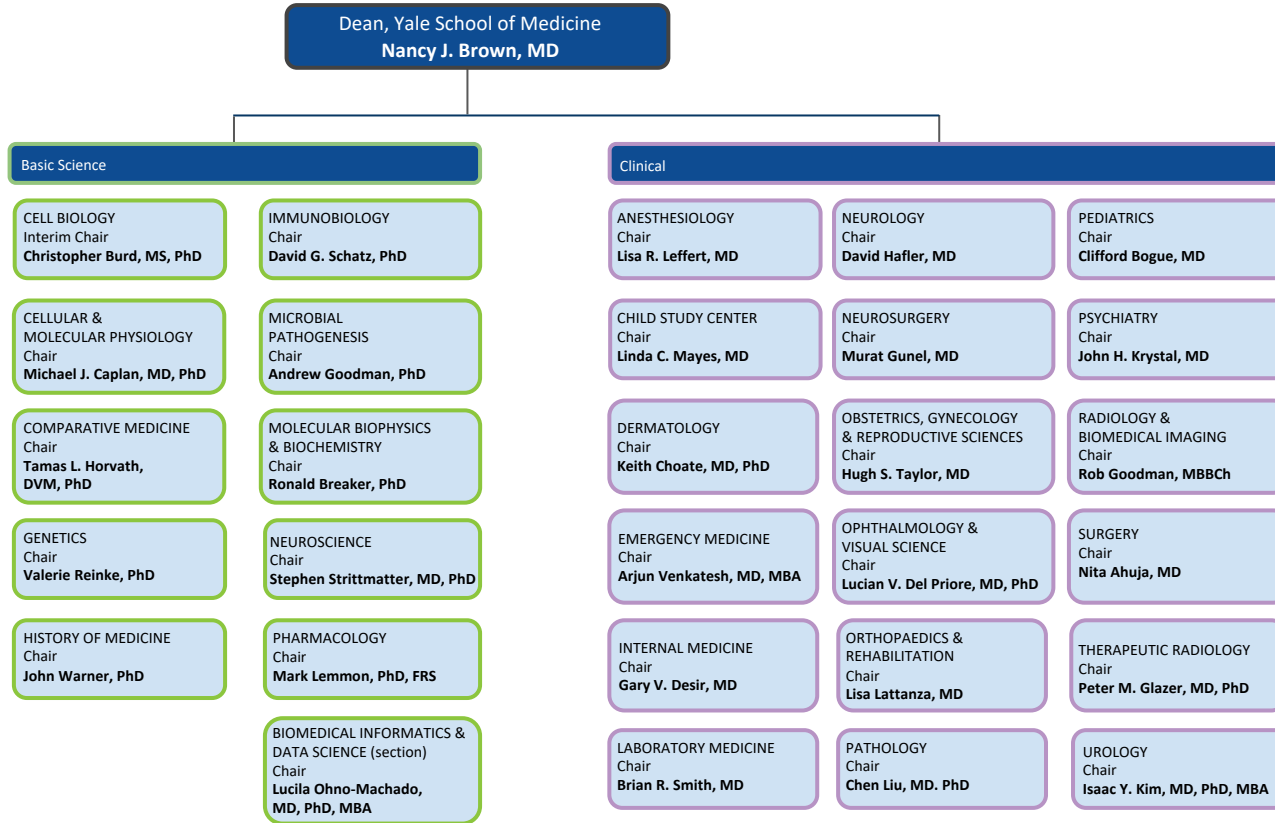 Dean, Yale School of Medicine
Nancy J. Brown, MD
Basic Science
CELL BIOLOGY
Interim Chair
Christopher Burd, MS, PhD
IMMUNOBIOLOGY
Chair
David G. Schatz, PhD
CELLULAR &
MOLECULAR PHYSIOLOGY
Chair
Michael J. Caplan, MD, PhD
MICROBIAL
PATHOGENESIS
Chair
Andrew Goodman, PhD
COMPARATIVE MEDICINE
Chair
Tamas L. Horvath,
DVM, PhD
MOLECULAR BIOPHYSICS
& BIOCHEMISTRY
Chair
Ronald Breaker, PhD
GENETICS
Chair
Valerie Reinke, PhD
NEUROSCIENCE
Chair
Stephen Strittmatter, MD, PhD
HISTORY OF MEDICINE
Chair
John Warner, PhD
PHARMACOLOGY
Chair
Mark Lemmon, PhD, FRS
BIOMEDICAL INFORMATICS &
DATA SCIENCE (section)
Chair
Lucila Ohno-Machado,
MD, PhD, MBA
Clinical
ANESTHESIOLOGY
Chair
Lisa R. Leffert, MD
NEUROLOGY
Chair
David Hafler, MD
PEDIATRICS
Chair
Clifford Bogue, MD
CHILD STUDY CENTER
Chair
Linda C. Mayes, MD
NEUROSURGERY
Chair
Murat Gunel, MD
PSYCHIATRY
Chair
John H. Krystal, MD
DERMATOLOGY
Chair
Keith Choate, MD, PhD
OBSTETRICS, GYNECOLOGY
& REPRODUCTIVE SCIENCES
Chair
Hugh S. Taylor, MD
RADIOLOGY &
BIOMEDICAL IMAGING
Chair
Rob Goodman, MBBCh
EMERGENCY MEDICINE
Chair
Arjun Venkatesh, MD, MBA
OPHTHALMOLOGY &
VISUAL SCIENCE
Chair
Lucian V. Del Priore, MD, PhD
SURGERY
Chair
Nita Ahuja, MD
INTERNAL MEDICINE
Chair
Gary V. Desir, MD
ORTHOPAEDICS &
REHABILITATION
Chair
Lisa Lattanza, MD
THERAPEUTIC RADIOLOGY
Chair
Peter M. Glazer, MD, PhD
LABORATORY MEDICINE
Chair
Brian R. Smith, MD
PATHOLOGY
Chair
Chen Liu, MD. PhD
UROLOGY
Chair
Isaac Y. Kim, MD, PhD, MBA